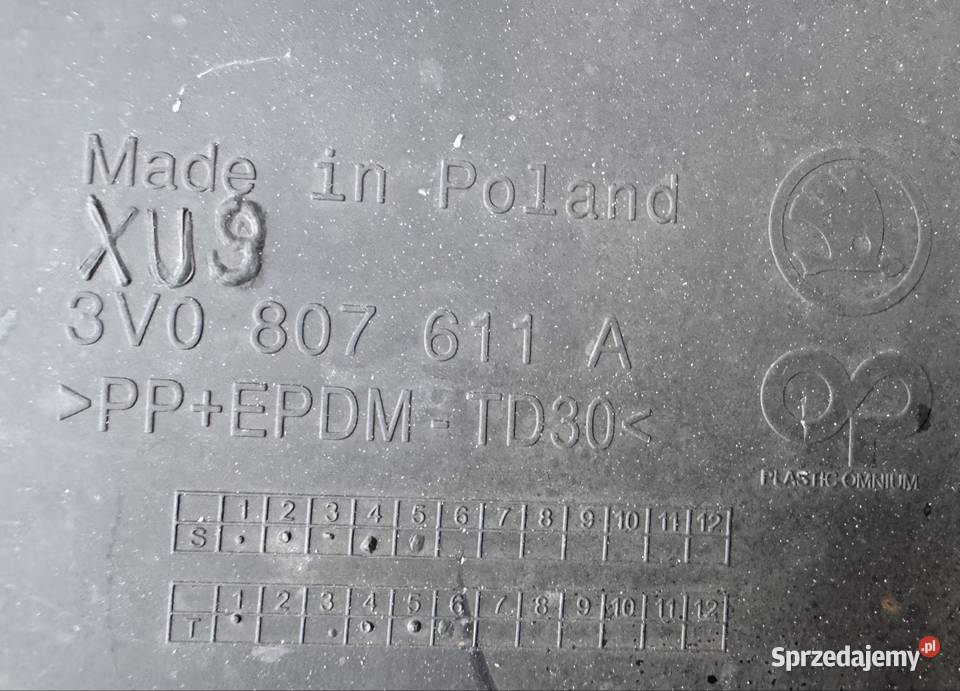 Made in Poland
XU9
3V0 807 611 A
>PP+EPDM-TD30<
PLASTIC OMNIUM
1 2 3 4 5 6 7 8 9 10 11 12
S
1 2 3 4 5 6 7 8 9 10 11 12
T
Sprzedajemy.pl